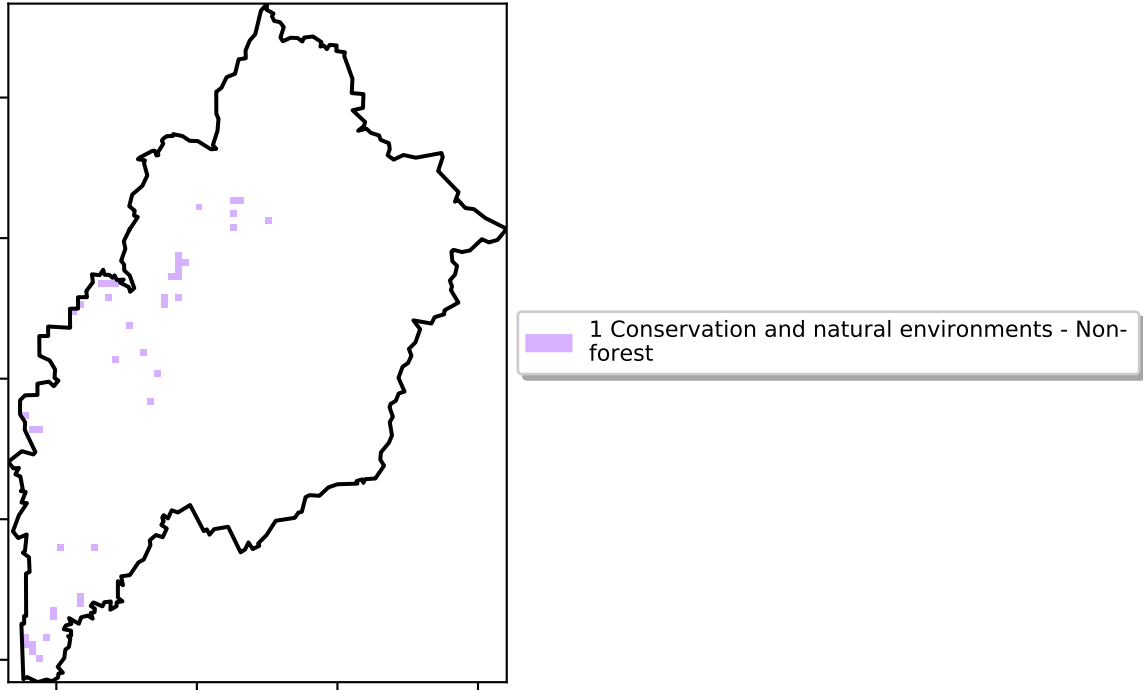 1 Conservation and natural environments - Non-
forest